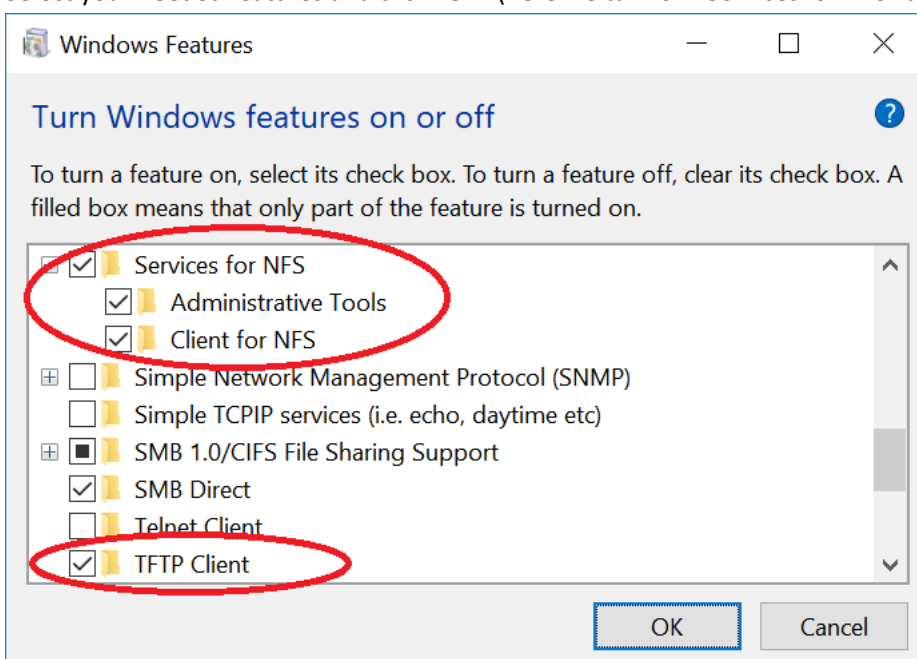 Windows Features
Turn Windows features on or off
To turn a feature on, select its check box. To turn a feature off, clear its check box. A
filled box means that only part of the feature is turned on.
Services for NFS
Administrative Tools
Client for NFS
Simple Network Management Protocol (SNMP)
Simple TCPIP services (i.e. echo, daytime etc)
SMB 1.0/CIFS File Sharing Support
SMB Direct
Telnet Client
TFTP Client
OK Cancel